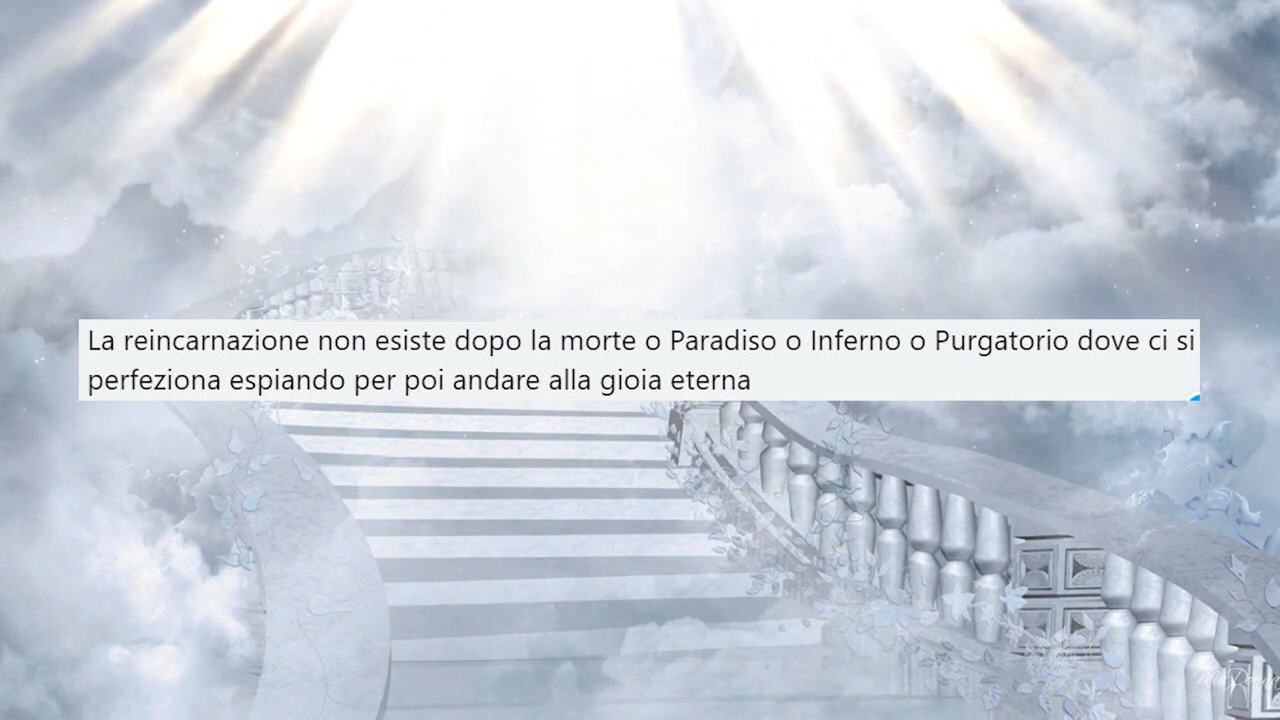 La reincarnazione non esiste dopo la morte o Paradiso o Inferno o Purgatorio dove ci si
perfeziona espiando per poi andare alla gioia eterna